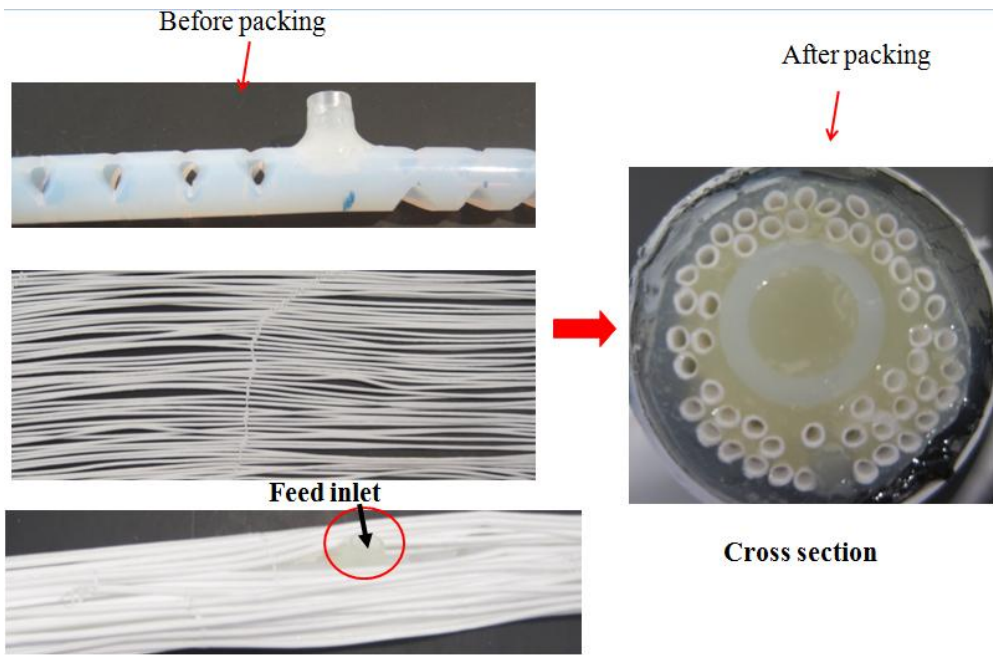 Before packing
After packing
Feed inlet
Cross section